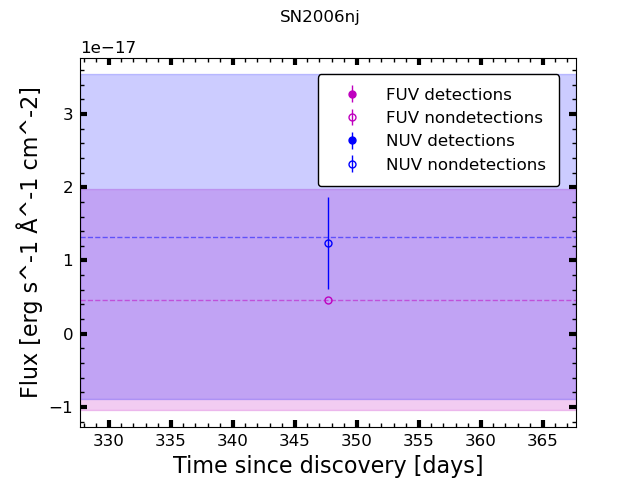 SN2006nj
1e−17
FUV detections
FUV nondetections
NUV detections
NUV nondetections
3
2
1
0
−1
Flux [erg s^-1 Å^-1 cm^-2]
330 335 340 345 350 355 360 365
Time since discovery [days]